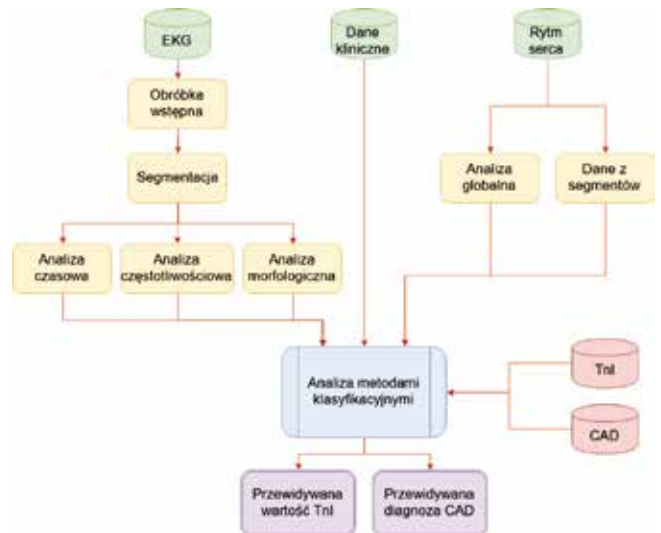 EKG
Dane
kliniczne
Rytm
serca
Obróbka
wstępna
Segmentacja
Analiza
globalna
Dane z
segmentów
Analiza
czasowa
Analiza
częstotliwościowa
Analiza
morfologiczna
Analiza metodami
klasyfikacyjnymi
TnI
CAD
Przewidywana
wartość TnI
Przewidywana
diagnoza CAD